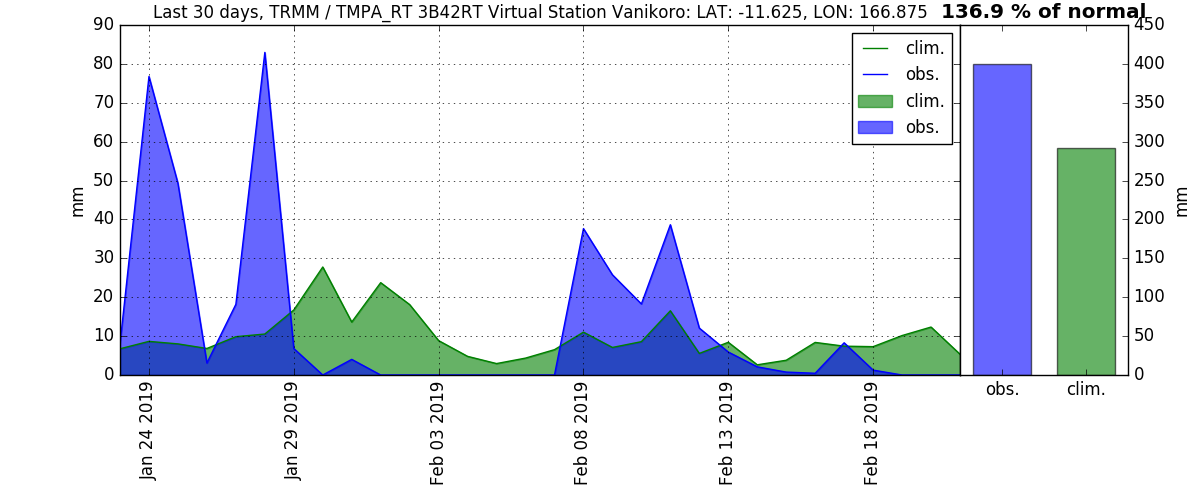 Last 30 days, TRMM / TMPA_RT 3B42RT Virtual Station Vanikoro: LAT: -11.625, LON: 166.875 136.9 % of normal
90
80
70
60
50
40
30
20
10
0
mm
clim.
obs.
clim.
obs.
Jan 24 2019
Jan 29 2019
Feb 03 2019
Feb 08 2019
Feb 13 2019
Feb 18 2019
450
400
350
300
250
200
150
100
50
0
mm
obs.
clim.